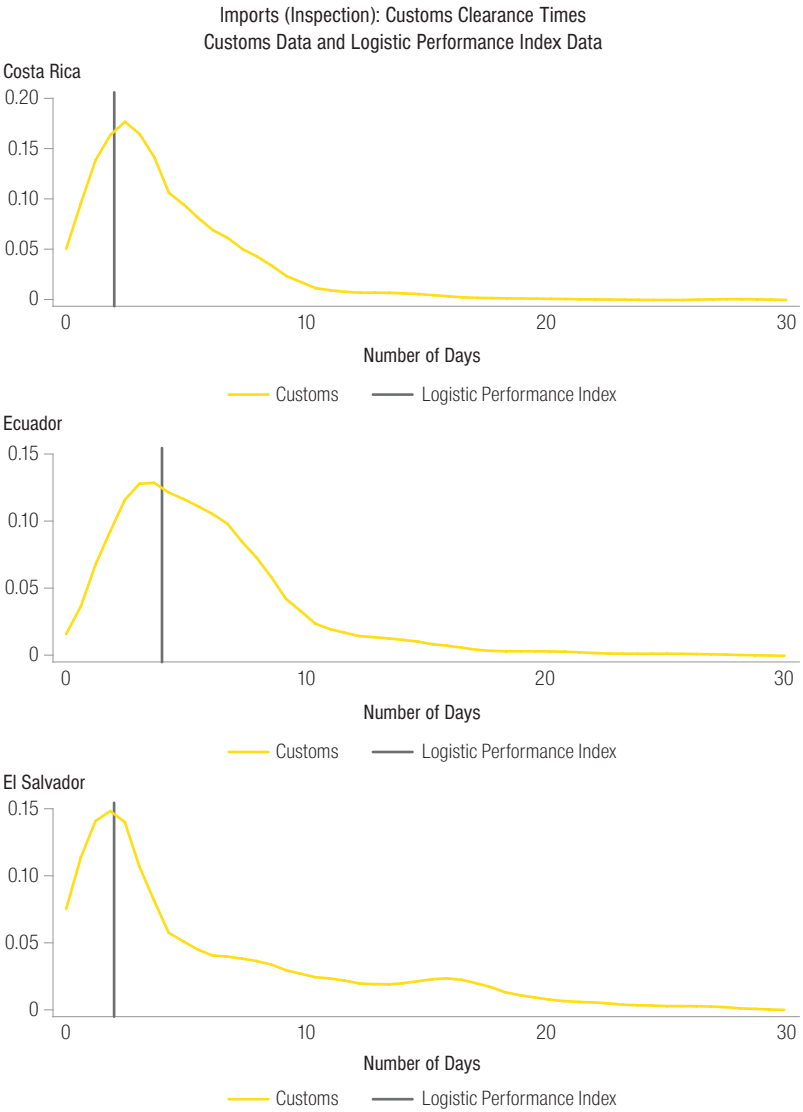 Imports (Inspection): Customs Clearance Times
Customs Data and Logistic Performance Index Data
Costa Rica
0.20
0.15
0.10
0.05
0
0 10 20 30
Number of Days
Customs Logistic Performance Index
Ecuador
0.15
0.10
0.05
0
0 10 20 30
Number of Days
Customs Logistic Performance Index
El Salvador
0.15
0.10
0.05
0
0 10 20 30
Number of Days
Customs Logistic Performance Index